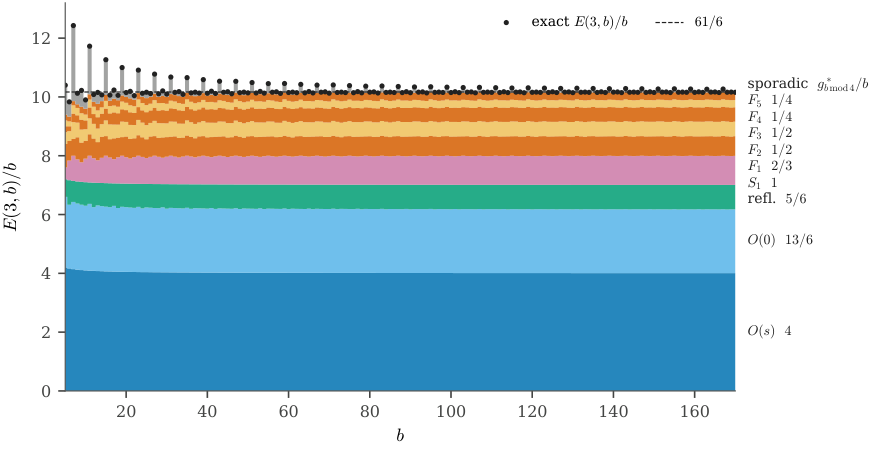 exact E(3, b)/b
61/6
12
10
8
6
4
2
0
E(3, b)/b
sporadic g*_{b mod 4}/b
F₅ 1/4
F₄ 1/4
F₃ 1/2
F₂ 1/2
F₁ 2/3
S₁ 1
refl. 5/6
O(0) 13/6
O(s) 4
20 40 60 80 100 120 140 160
b